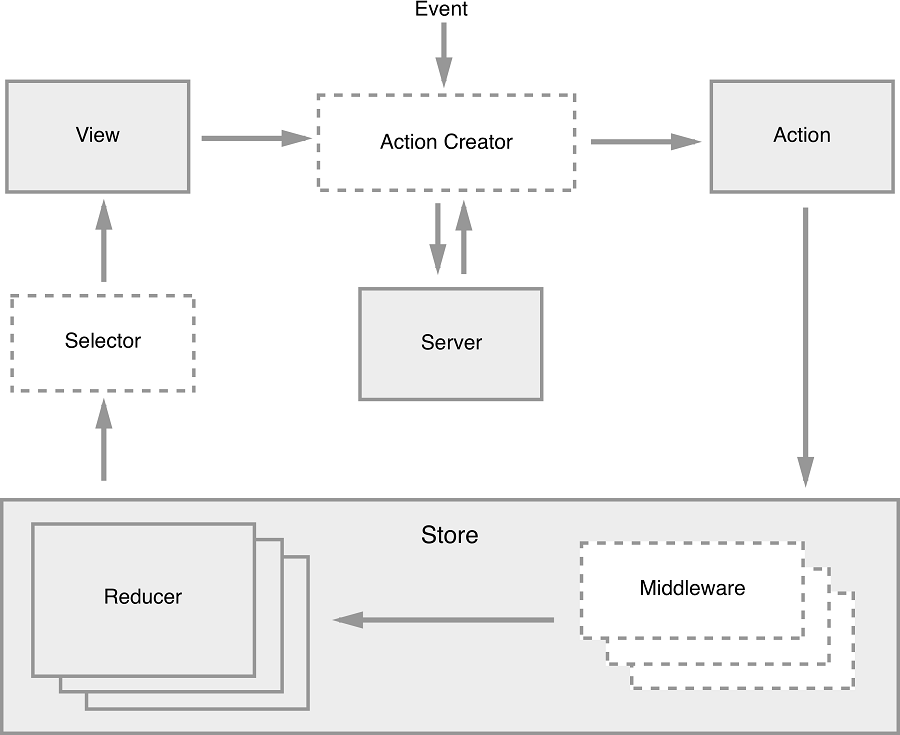 Event
View
Action Creator
Action
Selector
Server
Store
Reducer
Middleware